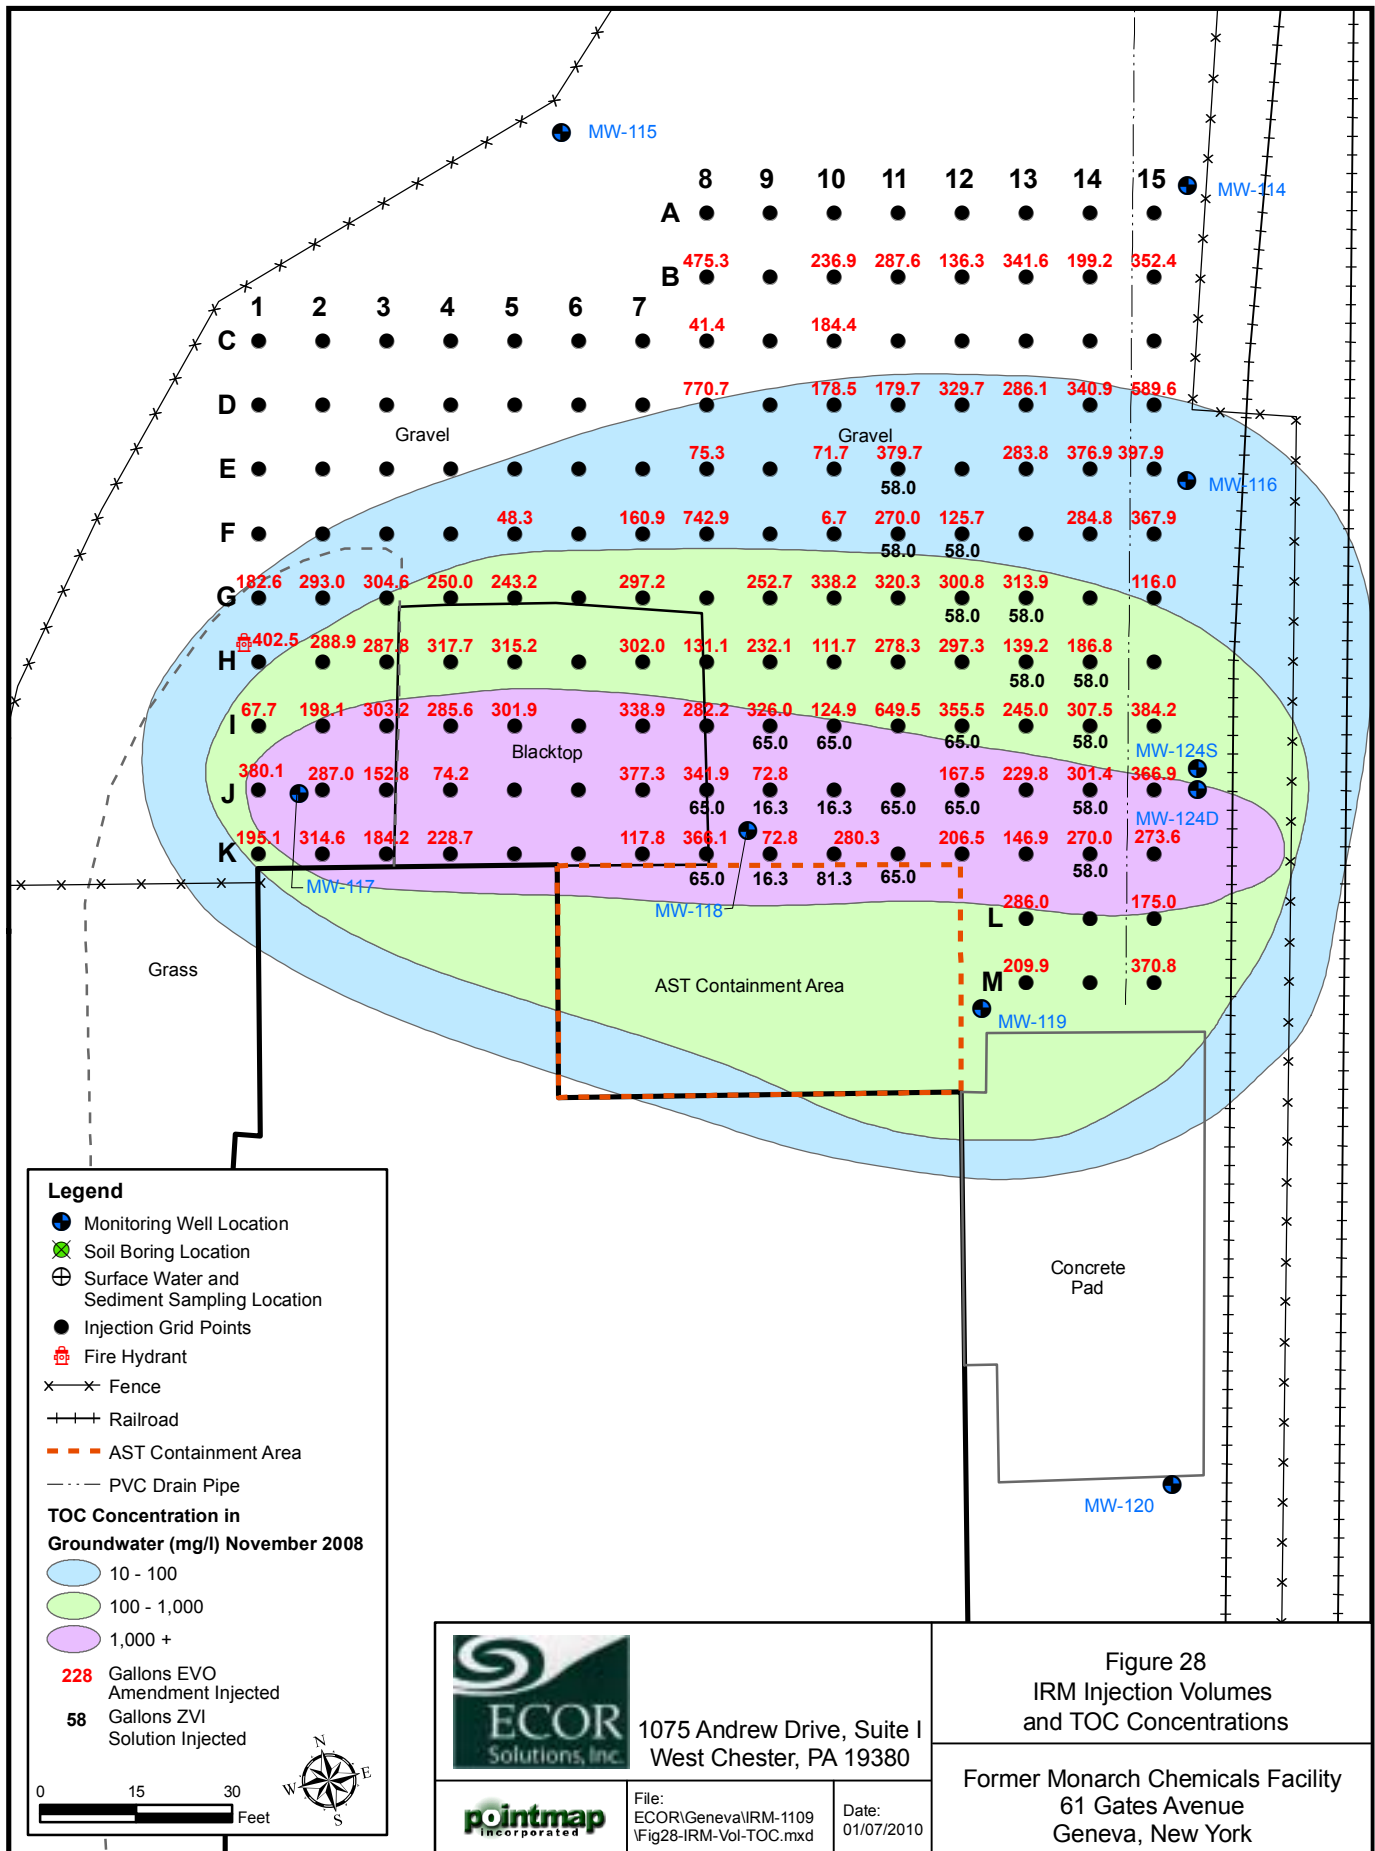 MW-115
8 9 10 11 12 13 14 15
MW-114
A
475.3 236.9 287.6 136.3 341.6 199.2 352.4
B
1 2 3 4 5 6 7
41.4 184.4
C
770.7 178.5 179.7 329.7 286.1 340.9 589.6
D
Gravel Gravel
75.3 71.7 379.7 283.8 376.9 397.9
E
58.0
MW-116
48.3 160.9 742.9 6.7 270.0 125.7 284.8 367.9
F
58.0 58.0
182.6 293.0 304.6 250.0 243.2 297.2 252.7 338.2 320.3 300.8 313.9 116.0
G
58.0 58.0
402.5 288.9 287.8 317.7 315.2 302.0 131.1 232.1 111.7 278.3 297.3 139.2 186.8
H
58.0 58.0
67.7 198.1 303.2 285.6 301.9 338.9 282.2 326.0 124.9 649.5 355.5 245.0 307.5 384.2
I
65.0 65.0 65.0 58.0
Blacktop
MW-124S
380.1 287.0 152.8 74.2 377.3 341.9 72.8 167.5 229.8 301.4 366.9
J
65.0 16.3 16.3 65.0 65.0 58.0
MW-124D
195.1 314.6 184.2 228.7 117.8 366.1 72.8 280.3 206.5 146.9 270.0 273.6
K
65.0 16.3 81.3 65.0 58.0
MW-117
MW-118
286.0 175.0
L
Grass
209.9 370.8
M
AST Containment Area
MW-119
Concrete
Pad
MW-120
Legend
Monitoring Well Location
Soil Boring Location
Surface Water and
Sediment Sampling Location
Injection Grid Points
Fire Hydrant
Fence
Railroad
AST Containment Area
PVC Drain Pipe
TOC Concentration in
Groundwater (mg/l) November 2008
10 - 100
100 - 1,000
1,000 +
228 Gallons EVO
Amendment Injected
58 Gallons ZVI
Solution Injected
N
W E
S
0 15 30
Feet
ECOR
Solutions, Inc.
1075 Andrew Drive, Suite I
West Chester, PA 19380
pointmap
incorporated
File:
ECOR\Geneva\IRM-1109
\Fig28-IRM-Vol-TOC.mxd
Date:
01/07/2010
Figure 28
IRM Injection Volumes
and TOC Concentrations
Former Monarch Chemicals Facility
61 Gates Avenue
Geneva, New York